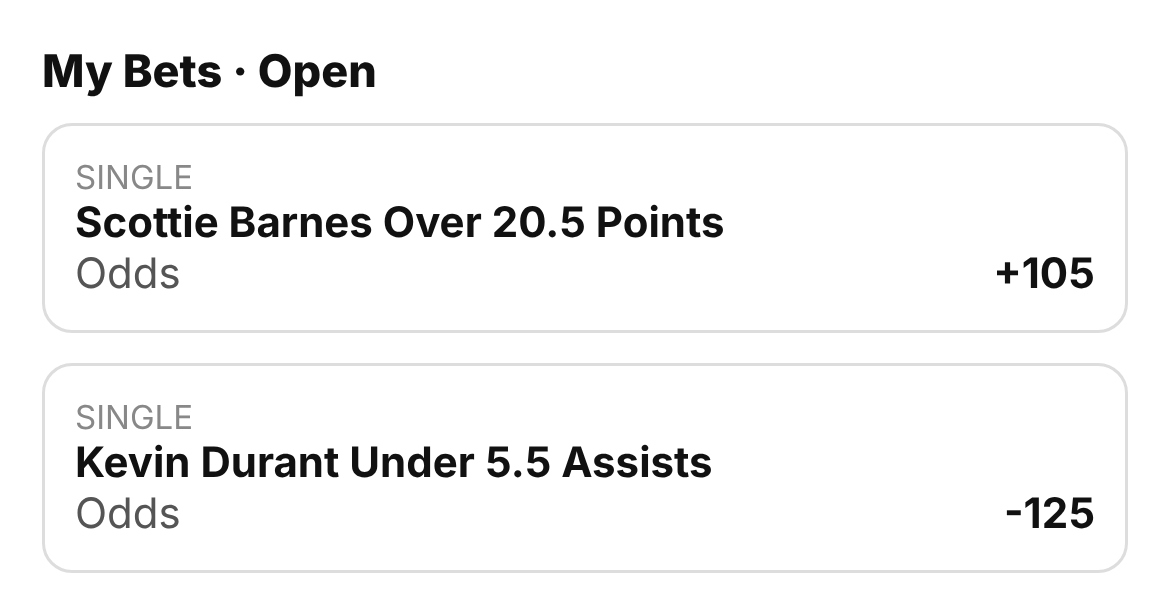 My Bets · Open
SINGLE
Scottie Barnes Over 20.5 Points
Odds +105
SINGLE
Kevin Durant Under 5.5 Assists
Odds -125